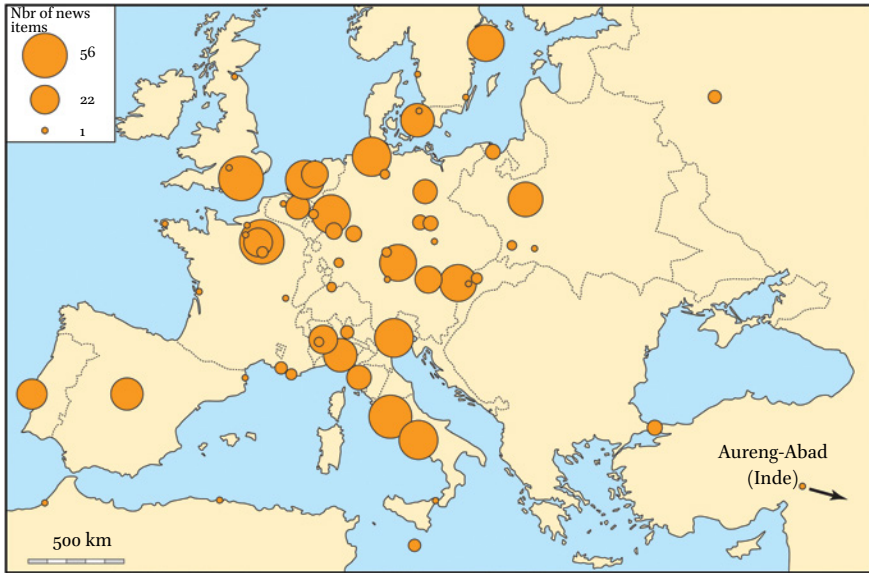 Nbr of news
items
56
22
1
Aureng-Abad
(Inde)
500 km